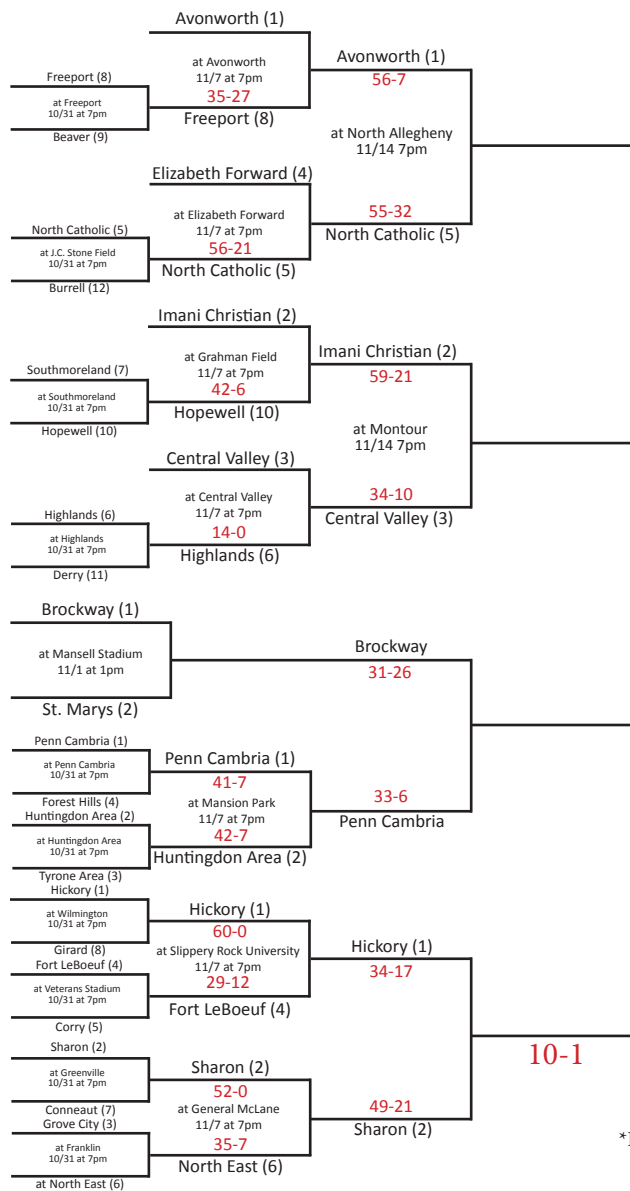 Avonworth (1)
at Avonworth
11/7 at 7pm
35-27
Freeport (8)
Freeport (8)
at Freeport
10/31 at 7pm
Beaver (9)
Avonworth (1)
56-7
at North Allegheny
11/14 7pm
55-32
North Catholic (5)
Elizabeth Forward (4)
at Elizabeth Forward
11/7 at 7pm
56-21
North Catholic (5)
North Catholic (5)
at J.C. Stone Field
10/31 at 7pm
Burrell (12)
Imani Christian (2)
at Grahman Field
11/7 at 7pm
42-6
Hopewell (10)
Southmoreland (7)
at Southmoreland
10/31 at 7pm
Hopewell (10)
Imani Christian (2)
59-21
at Montour
11/14 7pm
34-10
Central Valley (3)
Central Valley (3)
at Central Valley
11/7 at 7pm
14-0
Highlands (6)
Highlands (6)
at Highlands
10/31 at 7pm
Derry (11)
Brockway (1)
at Mansell Stadium
11/1 at 1pm
St. Marys (2)
Brockway
31-26
33-6
Penn Cambria
Penn Cambria (1)
at Penn Cambria
10/31 at 7pm
Forest Hills (4)
Penn Cambria (1)
41-7
at Mansion Park
11/7 at 7pm
42-7
Huntingdon Area (2)
Huntingdon Area (2)
at Huntingdon Area
10/31 at 7pm
Tyrone Area (3)
Hickory (1)
at Wilmington
10/31 at 7pm
Girard (8)
Hickory (1)
60-0
at Slippery Rock University
11/7 at 7pm
29-12
Fort LeBoeuf (4)
Fort LeBoeuf (4)
at Veterans Stadium
10/31 at 7pm
Corry (5)
Hickory (1)
34-17
10-1
49-21
Sharon (2)
Sharon (2)
at Greenville
10/31 at 7pm
Conneaut (7)
Sharon (2)
52-0
at General McLane
11/7 at 7pm
35-7
North East (6)
Grove City (3)
at Franklin
10/31 at 7pm
at North East (6)